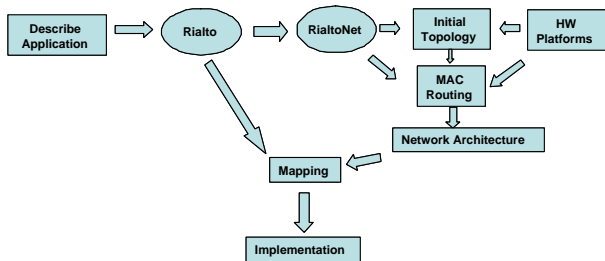 Describe
Application
Rialto
RialtoNet
Initial
Topology
HW
Platforms
MAC
Routing
Network Architecture
Mapping
Implementation